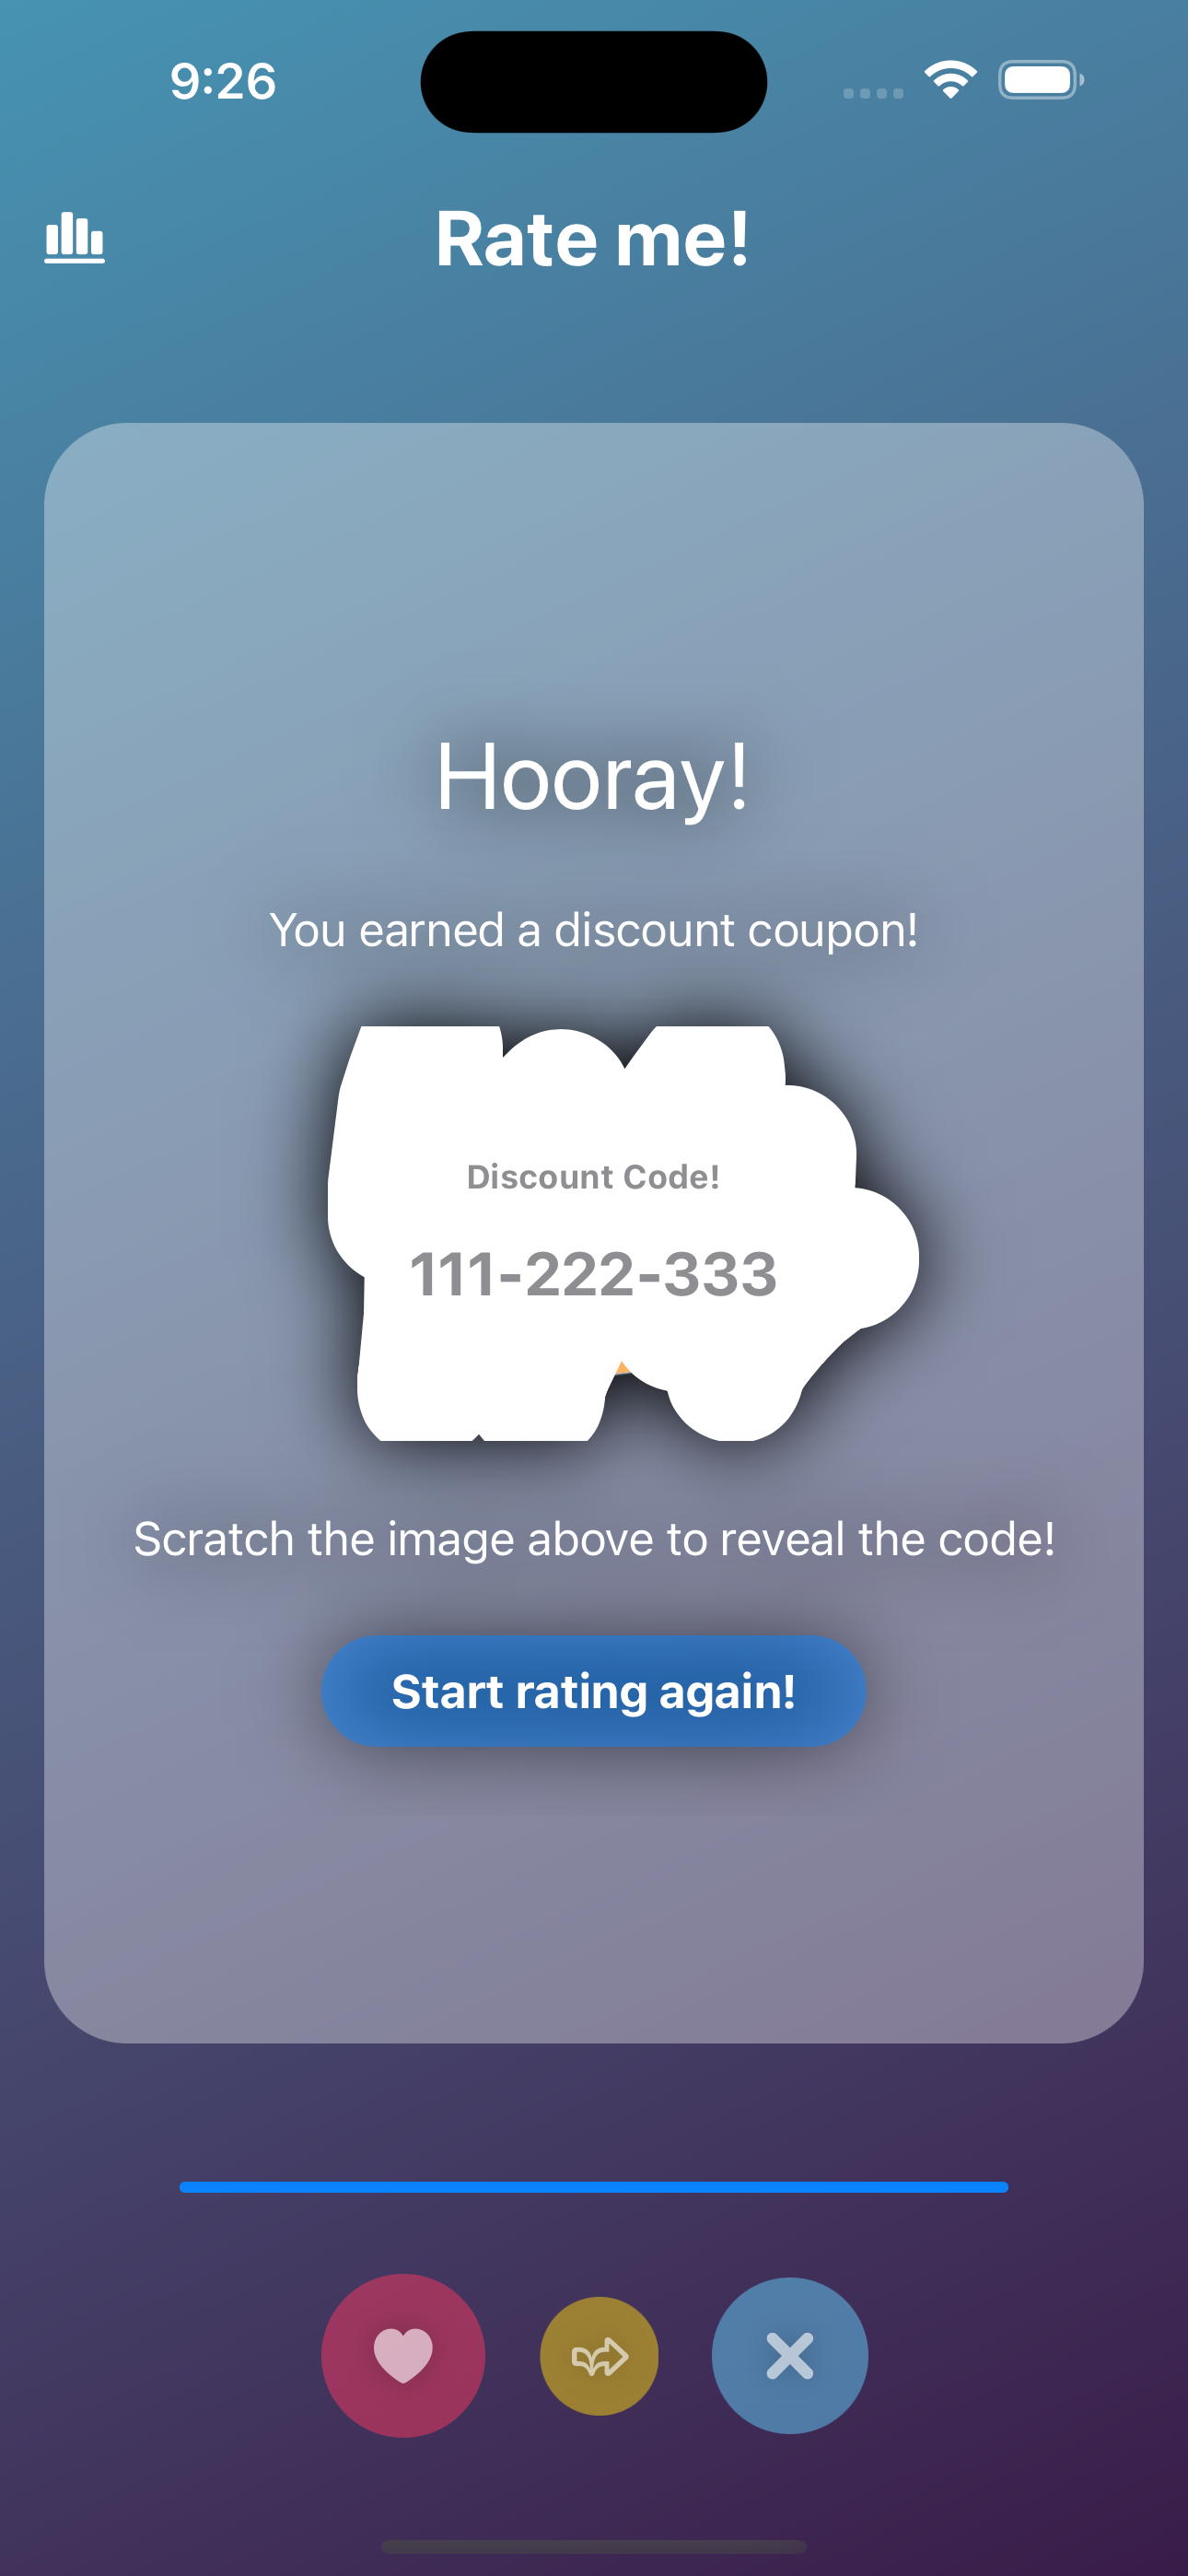 9:26
Rate me!
Hooray!
You earned a discount coupon!
Discount Code!
111-222-333
Scratch the image above to reveal the code!
Start rating again!